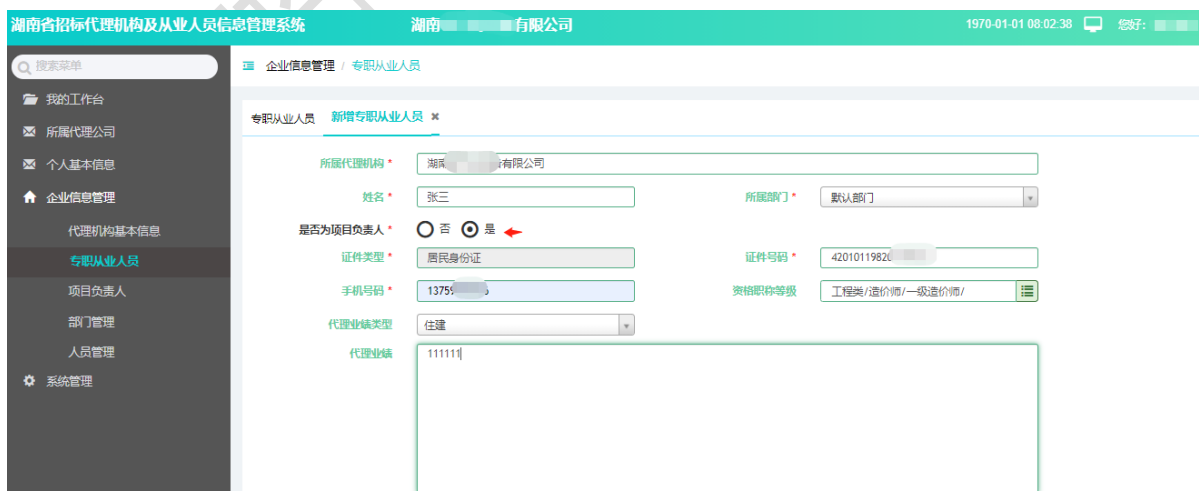 湖南省招标代理机构及从业人员信息管理系统 湖南 有限公司 1970-01-01 08:02:38 您好:
搜索菜单
企业信息管理 / 专职从业人员
我的工作台
所属代理公司
个人基本信息
企业信息管理
代理机构基本信息
专职从业人员
项目负责人
部门管理
人员管理
系统管理
专职从业人员 新增专职从业人员 ×
所属代理机构 * 湖南 有限公司
姓名 * 张三 所属部门 * 默认部门
是否为项目负责人 * 否 是
证件类型 * 居民身份证 证件号码 * 42010119820
手机号码 * 1375 资格职称等级 工程类/造价师/一级造价师/
代理业绩类型 住建
代理业绩 111111